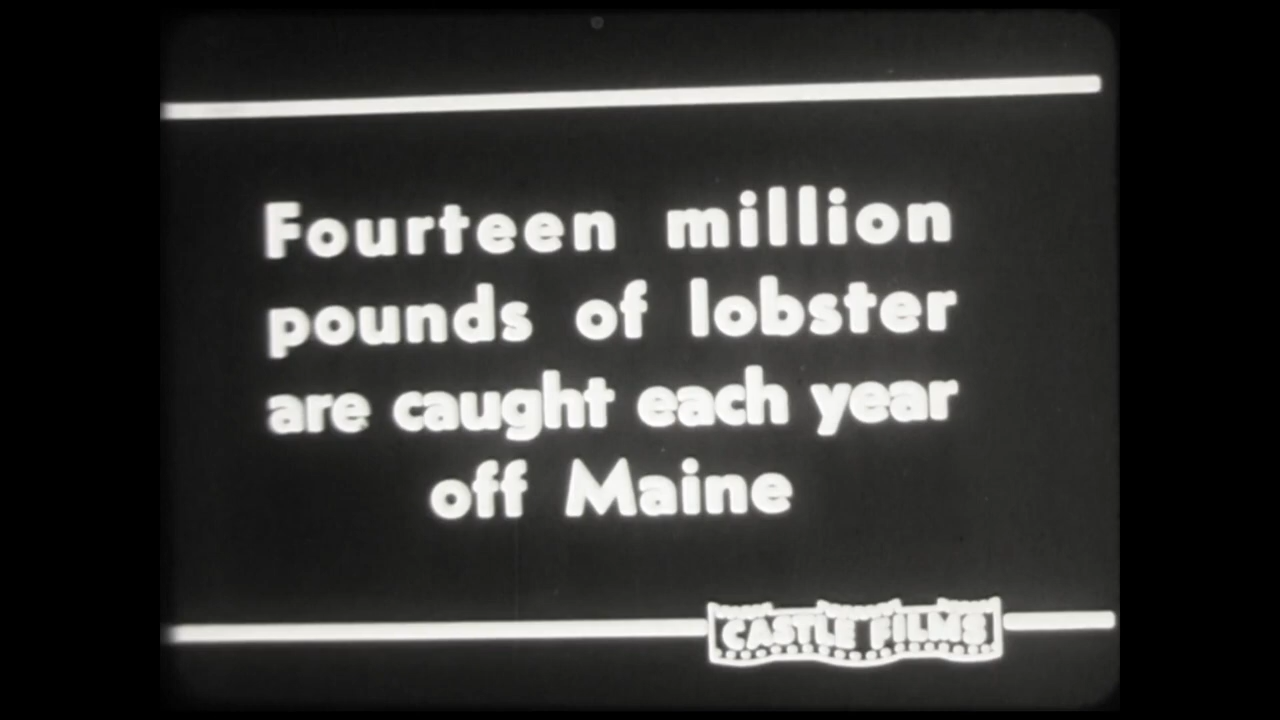 Fourteen million
pounds of lobster
are caught each year
off Maine
CASTLE FILMS